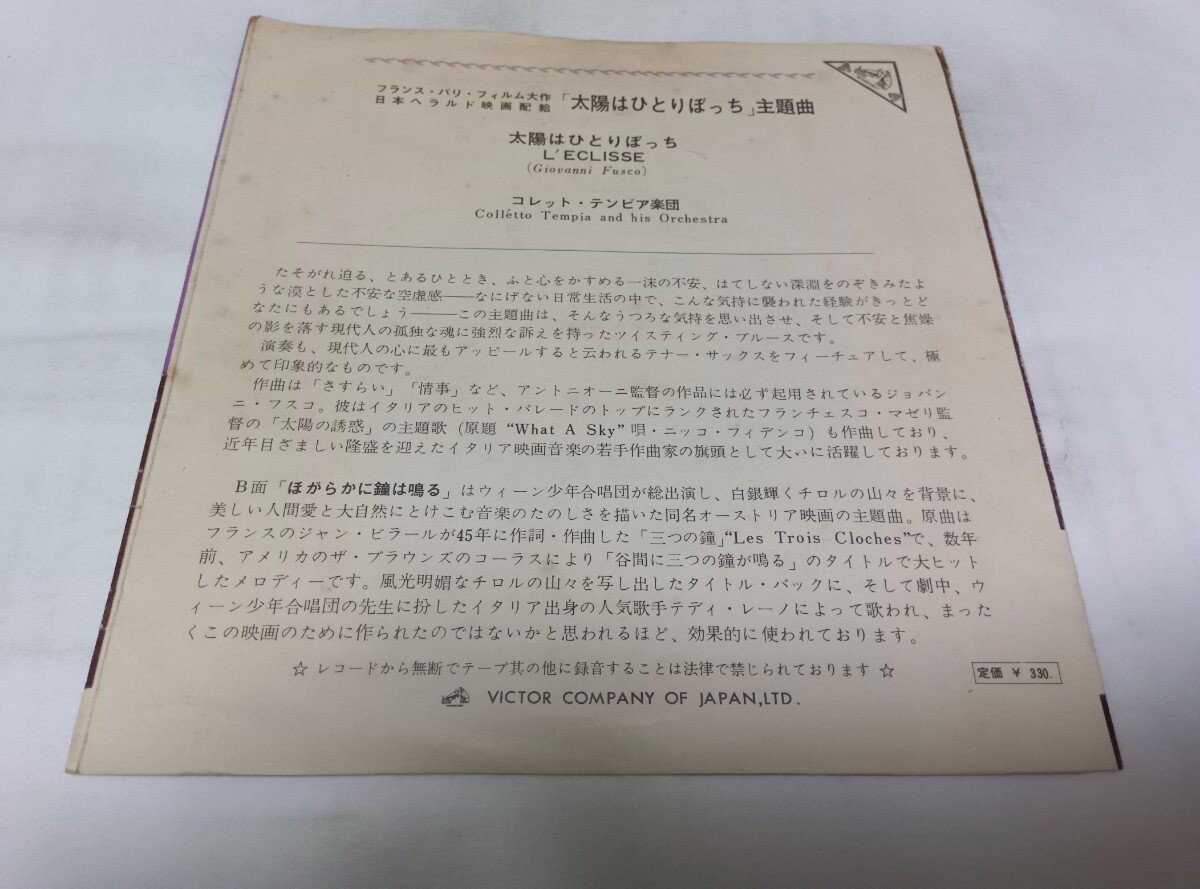 フランス・パリ・フィルム大作
日本ヘラルド映画配給
「太陽はひとりぼっち」主題曲
太陽はひとりぼっち
L'ECLISSE
(Giovanni Fusco)
コレット・テンピア楽団
Collétto Tempia and his Orchestra
たそがれ迫る、とあるひととき、ふと心をかすめる一沫の不安、はてしない深淵をのぞきみたよ
うな漠とした不安な空虚感――なにげない日常生活の中で、こんな気持に襲われた経験がきっとど
なたにもあるでしょう――この主題曲は、そんなうつろな気持を思い出させ、そして不安と焦燥
の影を落す現代人の孤独な魂に強烈な訴えを持ったツイスティング・ブルースです。
演奏も、現代人の心に最もアッピールすると云われるテナー・サックスをフィーチュアして、極
めて印象的なものです。
作曲は「さすらい」「情事」など、アントニオーニ監督の作品には必ず起用されているジョバン
ニ・フスコ。彼はイタリアのヒット・パレードのトップにランクされたフランチェスコ・マゼリ監
督の「太陽の誘惑」の主題歌（原題 “What A Sky” 唄・ニッコ・フィデンコ）も作曲しており、
近年目ざましい隆盛を迎えたイタリア映画音楽の若手作曲家の旗頭として大いに活躍しております。
B面「ほがらかに鐘は鳴る」はウィーン少年合唱団が総出演し、白銀輝くチロルの山々を背景に、
美しい人間愛と大自然にとけこむ音楽のたのしさを描いた同名オーストリア映画の主題曲。原曲は
フランスのジャン・ビラールが45年に作詞・作曲した「三つの鐘」“Les Trois Cloches”で、数年
前、アメリカのザ・ブラウンズのコーラスにより「谷間に三つの鐘が鳴る」のタイトルで大ヒット
したメロディーです。風光明媚なチロルの山々を写し出したタイトル・バックに、そして劇中、ウ
ィーン少年合唱団の先生に扮したイタリア出身の人気歌手テディ・レーノによって歌われ、まった
くこの映画のために作られたのではないかと思われるほど、効果的に使われております。
☆ レコードから無断でテープ其の他に録音することは法律で禁じられております ☆
定価 ￥ 330.
VICTOR COMPANY OF JAPAN,LTD.